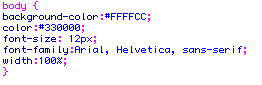 body {
background-color:#FFFFCC;
color:#330000;
font-size: 12px;
font-family:Arial, Helvetica, sans-serif;
width:100%;
}